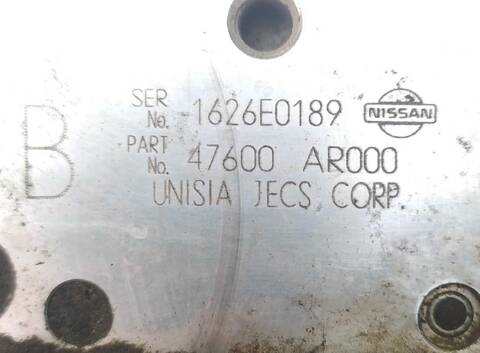 B
SER No. 1626E0189 NISSAN
PART No. 47600 AR000
UNISIA JECS CORP.